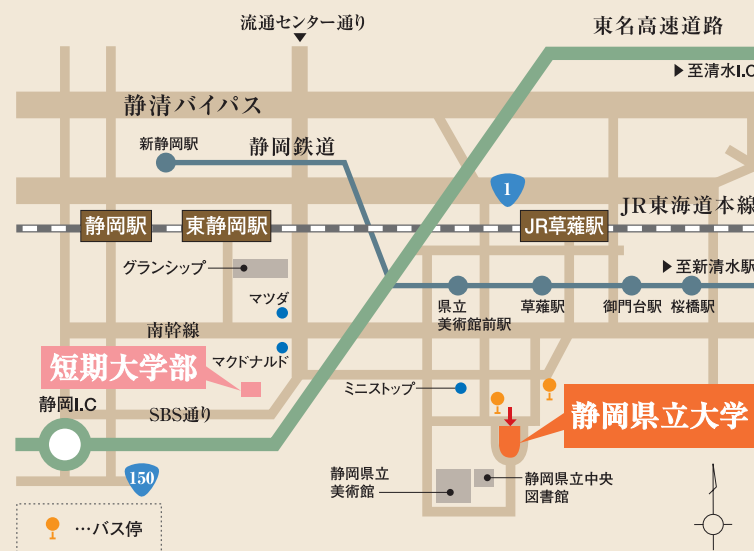 流通センター通り
東名高速道路
▶至清水I.C
静清バイパス
新静岡駅
静岡鉄道
1
JR東海道本線
静岡駅
東静岡駅
JR草薙駅
グランシップ
▶至新清水駅
マツダ
県立
美術館前駅
草薙駅
御門台駅
桜橋駅
南幹線
マクドナルド
短期大学部
ミニストップ
静岡I.C
SBS通り
静岡県立大学
150
静岡県立
美術館
静岡県立中央
図書館
…バス停